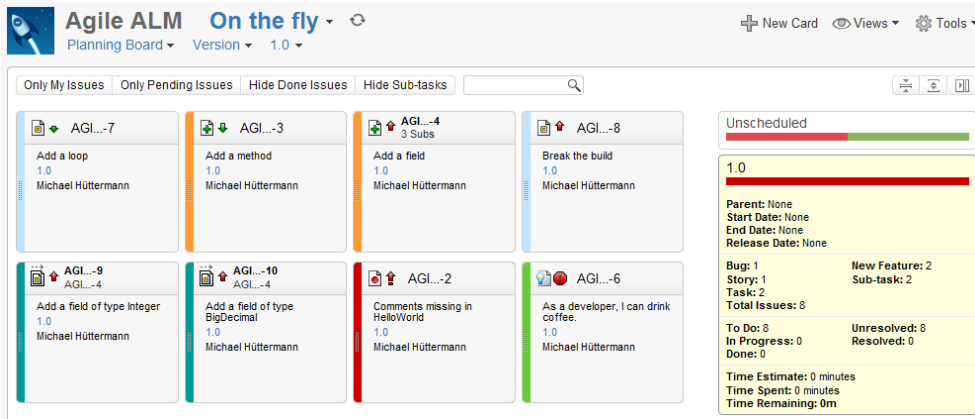 Agile ALM On the fly
New Card Views Tools
Planning Board Version 1.0
Only My Issues Only Pending Issues Hide Done Issues Hide Sub-tasks
AGI...-7
Add a loop
1.0
Michael Hüttermann
AGI...-3
Add a method
1.0
Michael Hüttermann
AGI...-4
3 Subs
Add a field
1.0
Michael Hüttermann
AGI...-8
Break the build
1.0
Michael Hüttermann
AGI...-9
AGI...-4
Add a field of type Integer
1.0
Michael Hüttermann
AGI...-10
AGI...-4
Add a field of type
BigDecimal
1.0
Michael Hüttermann
AGI...-2
Comments missing in
HelloWorld
1.0
Michael Hüttermann
AGI...-6
As a developer, I can drink
coffee.
1.0
Michael Hüttermann
Unscheduled
1.0
Parent: None
Start Date: None
End Date: None
Release Date: None
Bug: 1 New Feature: 2
Story: 1 Sub-task: 2
Task: 2
Total Issues: 8
To Do: 8 Unresolved: 8
In Progress: 0 Resolved: 0
Done: 0
Time Estimate: 0 minutes
Time Spent: 0 minutes
Time Remaining: 0m